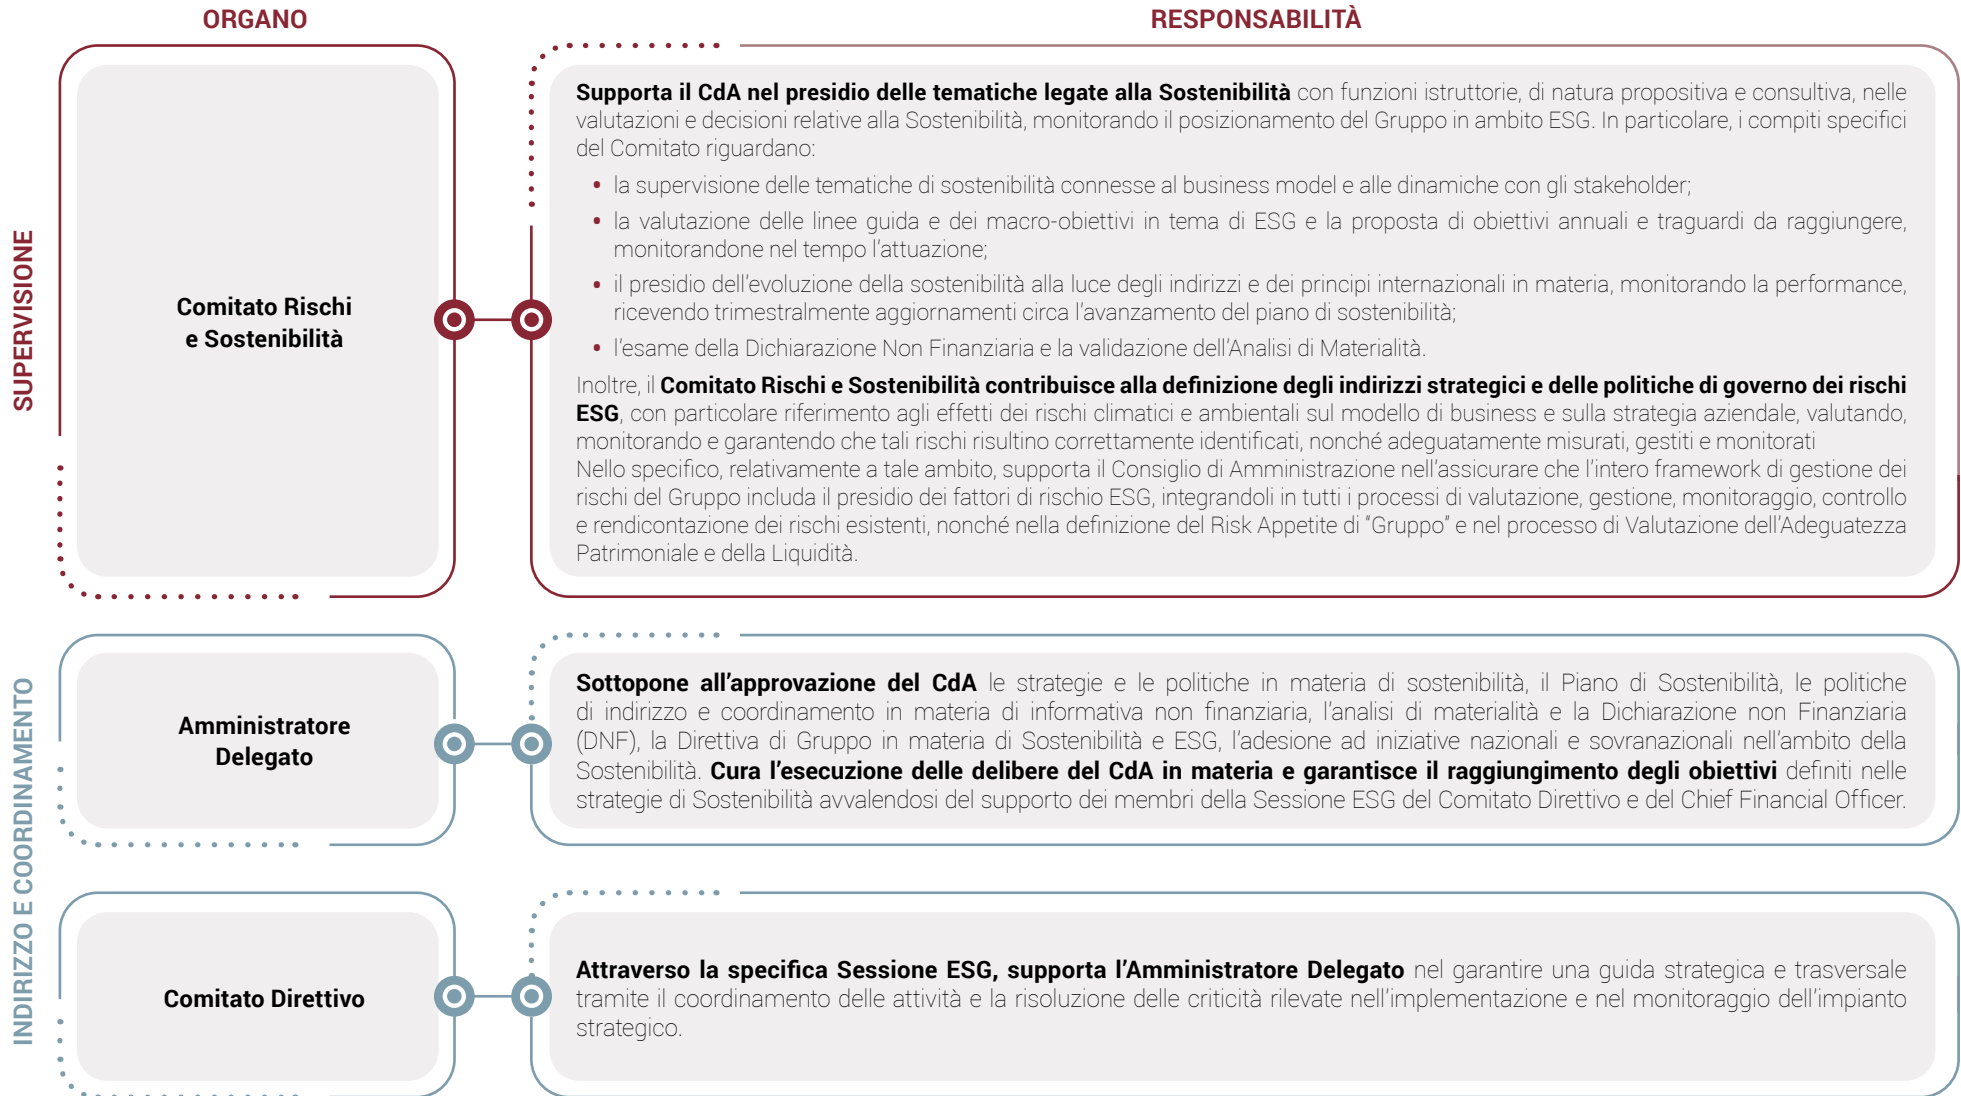 ORGANO
RESPONSABILITÀ
SUPERVISIONE
Comitato Rischi
e Sostenibilità
Supporta il CdA nel presidio delle tematiche legate alla Sostenibilità con funzioni istruttorie, di natura propositiva e consultiva, nelle
valutazioni e decisioni relative alla Sostenibilità, monitorando il posizionamento del Gruppo in ambito ESG. In particolare, i compiti specifici
del Comitato riguardano:
• la supervisione delle tematiche di sostenibilità connesse al business model e alle dinamiche con gli stakeholder;
• la valutazione delle linee guida e dei macro-obiettivi in tema di ESG e la proposta di obiettivi annuali e traguardi da raggiungere,
monitorandone nel tempo l'attuazione;
• il presidio dell'evoluzione della sostenibilità alla luce degli indirizzi e dei principi internazionali in materia, monitorando la performance,
ricevendo trimestralmente aggiornamenti circa l'avanzamento del piano di sostenibilità;
• l'esame della Dichiarazione Non Finanziaria e la validazione dell'Analisi di Materialità.
Inoltre, il Comitato Rischi e Sostenibilità contribuisce alla definizione degli indirizzi strategici e delle politiche di governo dei rischi
ESG, con particolare riferimento agli effetti dei rischi climatici e ambientali sul modello di business e sulla strategia aziendale, valutando,
monitorando e garantendo che tali rischi risultino correttamente identificati, nonché adeguatamente misurati, gestiti e monitorati
Nello specifico, relativamente a tale ambito, supporta il Consiglio di Amministrazione nell'assicurare che l'intero framework di gestione dei
rischi del Gruppo includa il presidio dei fattori di rischio ESG, integrandoli in tutti i processi di valutazione, gestione, monitoraggio, controllo
e rendicontazione dei rischi esistenti, nonché nella definizione del Risk Appetite di "Gruppo" e nel processo di Valutazione dell'Adeguatezza
Patrimoniale e della Liquidità.
INDIRIZZO E COORDINAMENTO
Amministratore
Delegato
Sottopone all'approvazione del CdA le strategie e le politiche in materia di sostenibilità, il Piano di Sostenibilità, le politiche
di indirizzo e coordinamento in materia di informativa non finanziaria, l'analisi di materialità e la Dichiarazione non Finanziaria
(DNF), la Direttiva di Gruppo in materia di Sostenibilità e ESG, l'adesione ad iniziative nazionali e sovranazionali nell'ambito della
Sostenibilità. Cura l'esecuzione delle delibere del CdA in materia e garantisce il raggiungimento degli obiettivi definiti nelle
strategie di Sostenibilità avvalendosi del supporto dei membri della Sessione ESG del Comitato Direttivo e del Chief Financial Officer.
Comitato Direttivo
Attraverso la specifica Sessione ESG, supporta l'Amministratore Delegato nel garantire una guida strategica e trasversale
tramite il coordinamento delle attività e la risoluzione delle criticità rilevate nell'implementazione e nel monitoraggio dell'impianto
strategico.